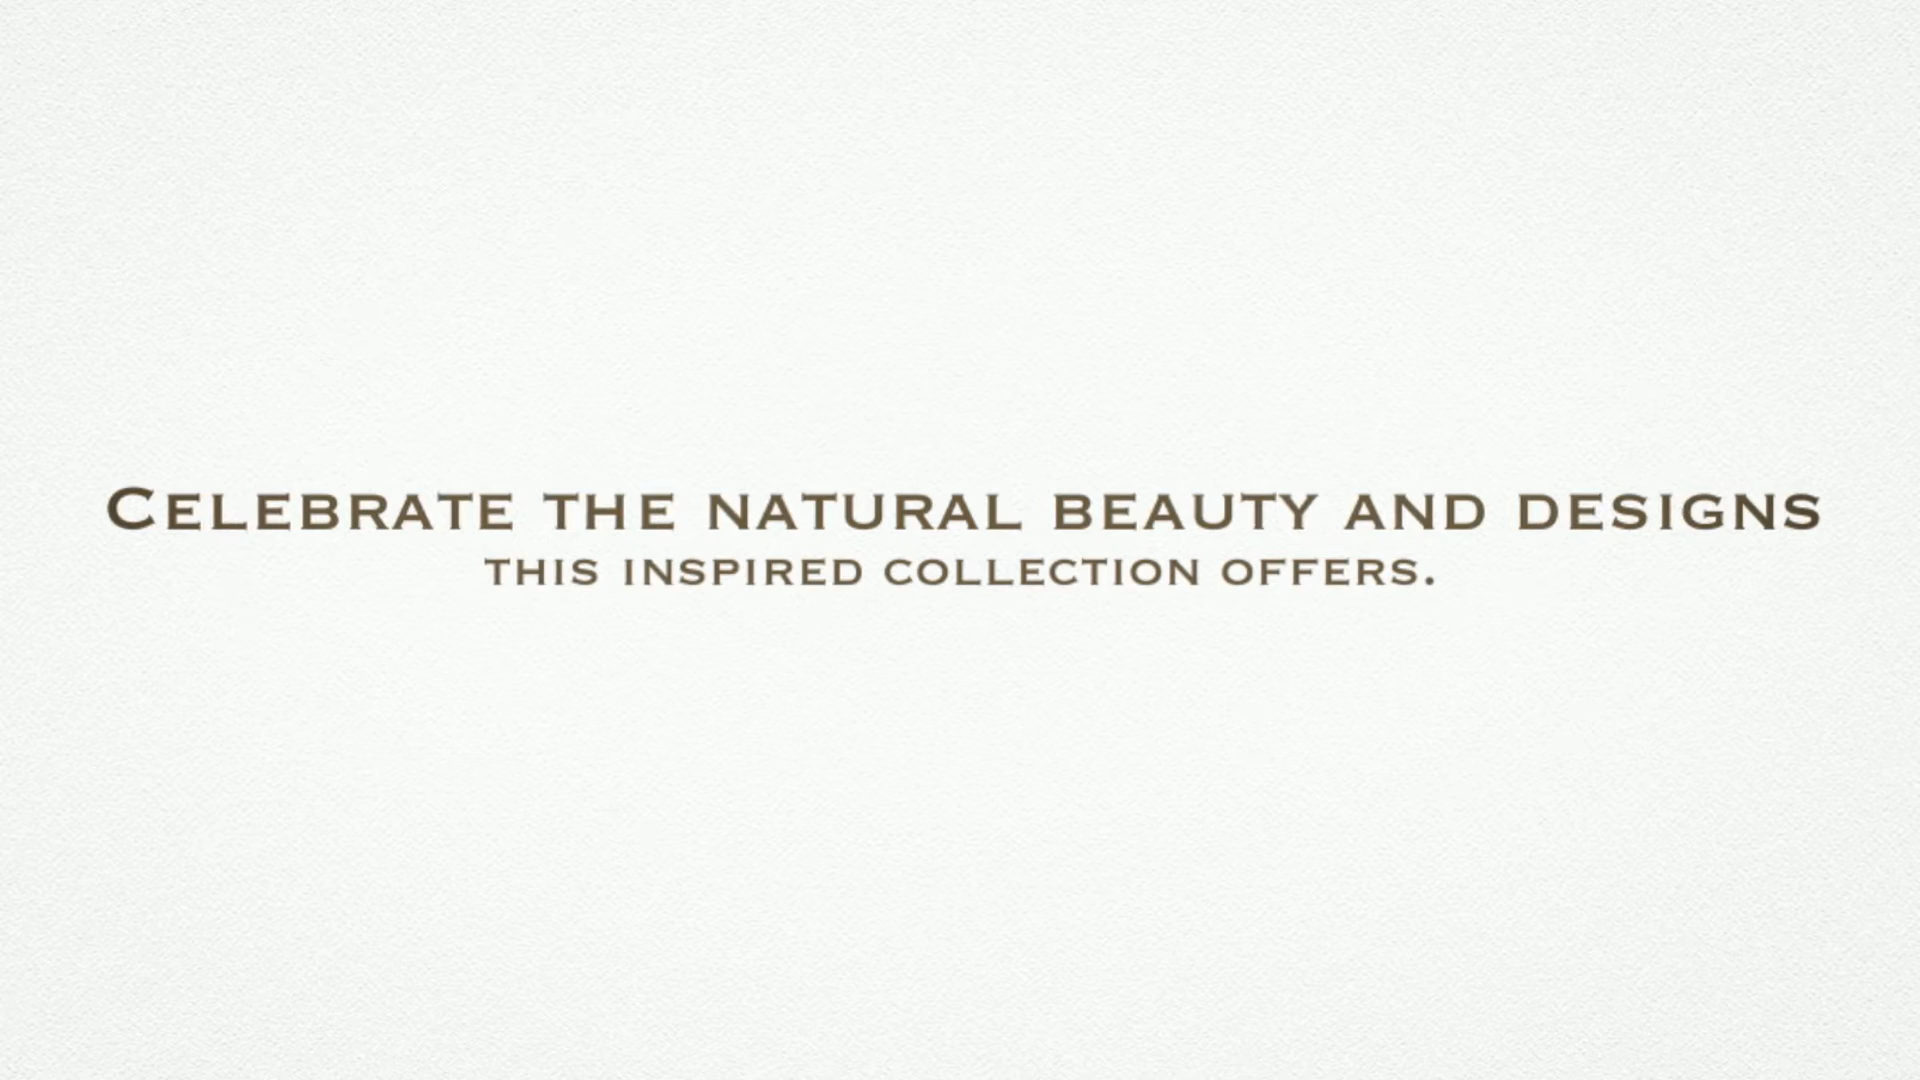 Celebrate the natural beauty and designs
this inspired collection offers.